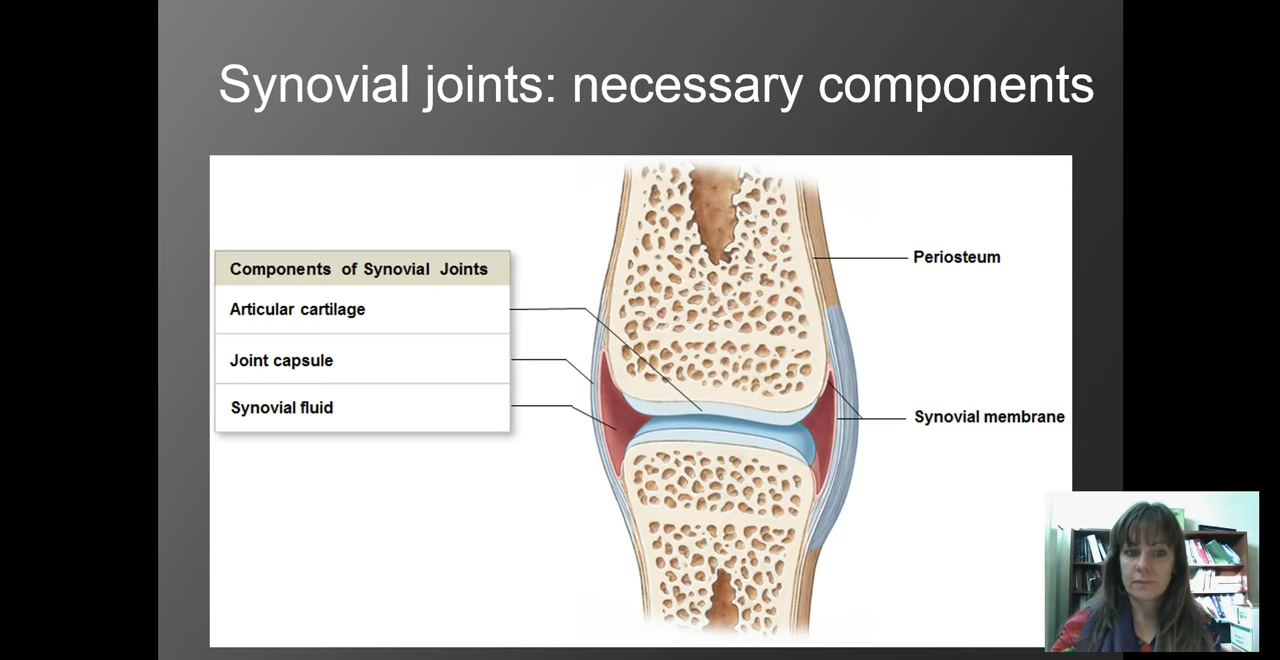 Synovial joints: necessary components
Components of Synovial Joints
Articular cartilage
Joint capsule
Synovial fluid
Periosteum
Synovial membrane